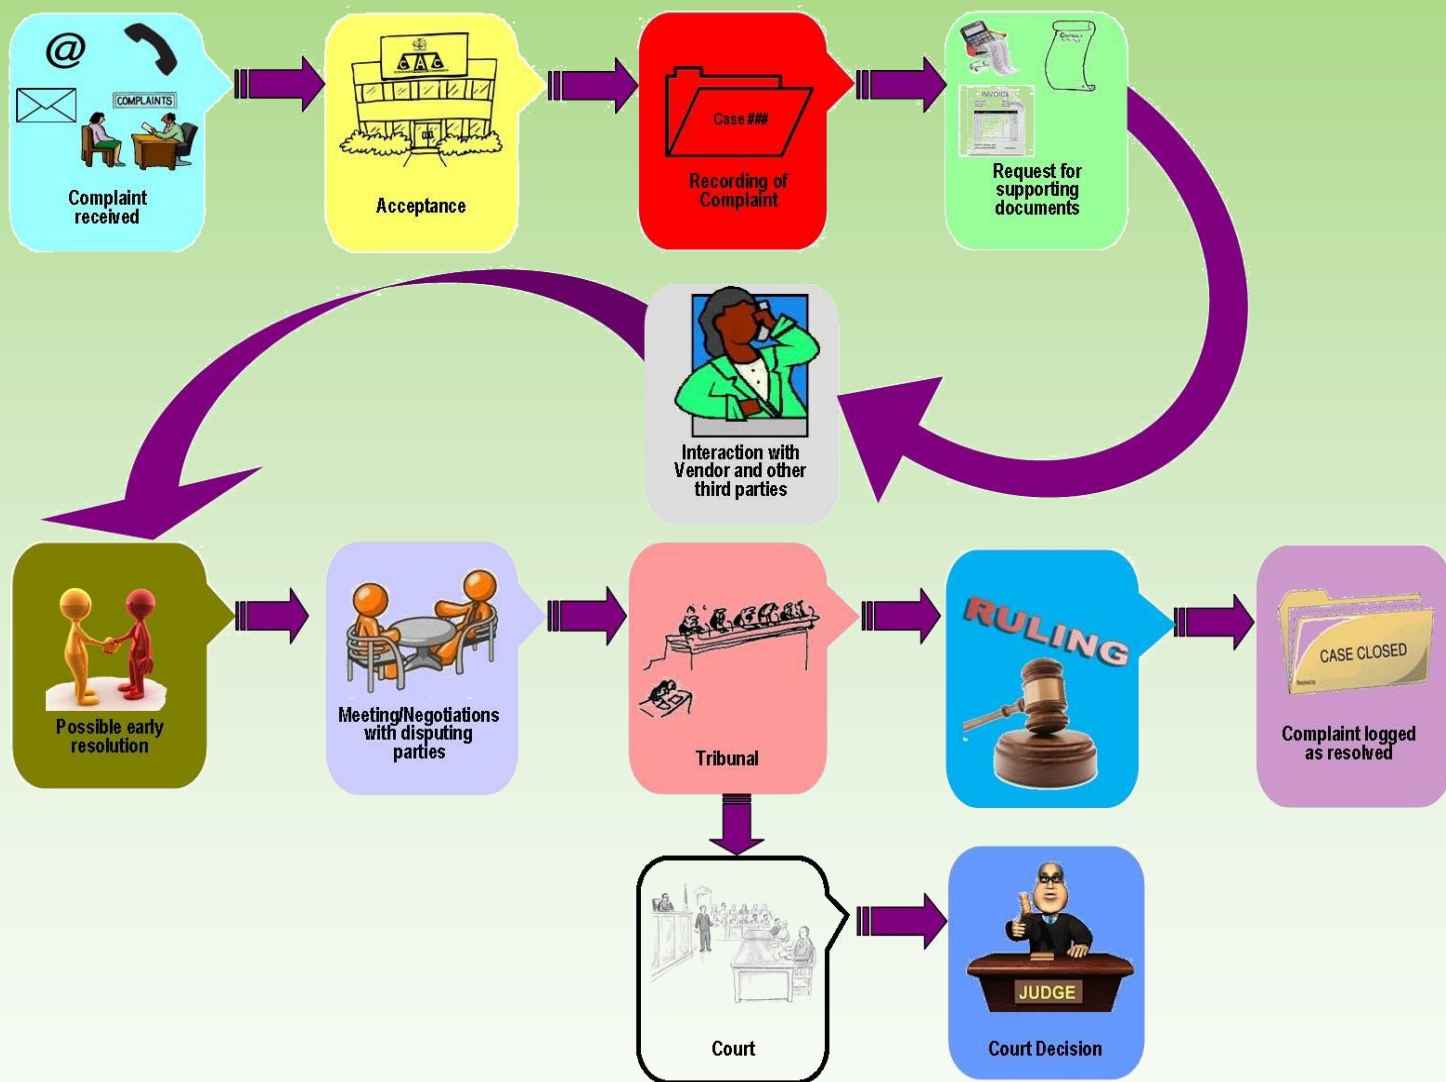 @
COMPLAINTS
Complaint
received
CAC
Acceptance
Case ###
Recording of
Complaint
INVOICE
Request for
supporting
documents
Interaction with
Vendor and other
third parties
Possible early
resolution
Meeting/Negotiations
with disputing
parties
Tribunal
RULING
CASE CLOSED
Complaint logged
as resolved
Court
JUDGE
Court Decision